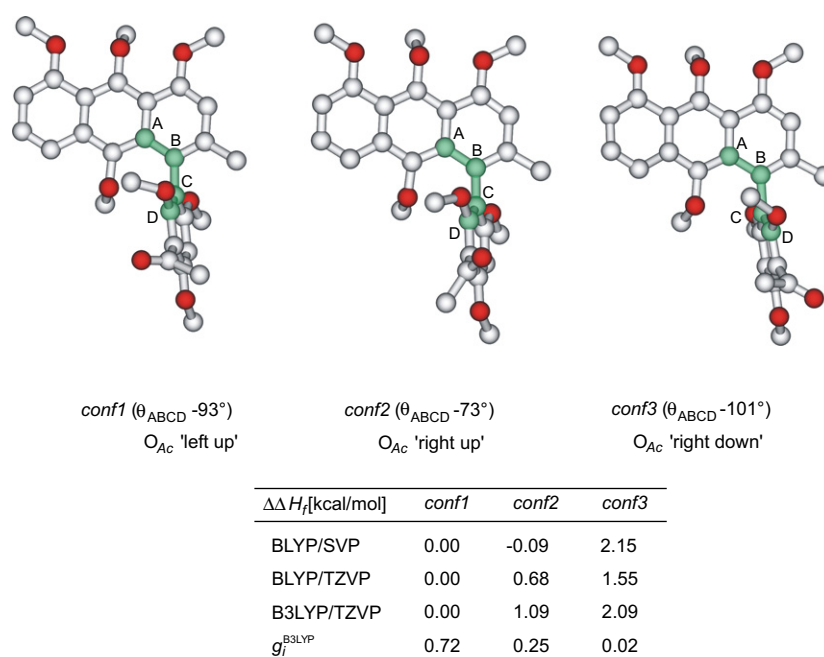 A
B
C
D
A
B
C
D
A
B
C
D
conf1 (θABCD -93°) conf2 (θABCD -73°) conf3 (θABCD -101°)
OAc 'left up' OAc 'right up' OAc 'right down'
ΔΔHf[kcal/mol] conf1 conf2 conf3
BLYP/SVP 0.00 -0.09 2.15
BLYP/TZVP 0.00 0.68 1.55
B3LYP/TZVP 0.00 1.09 2.09
giB3LYP 0.72 0.25 0.02